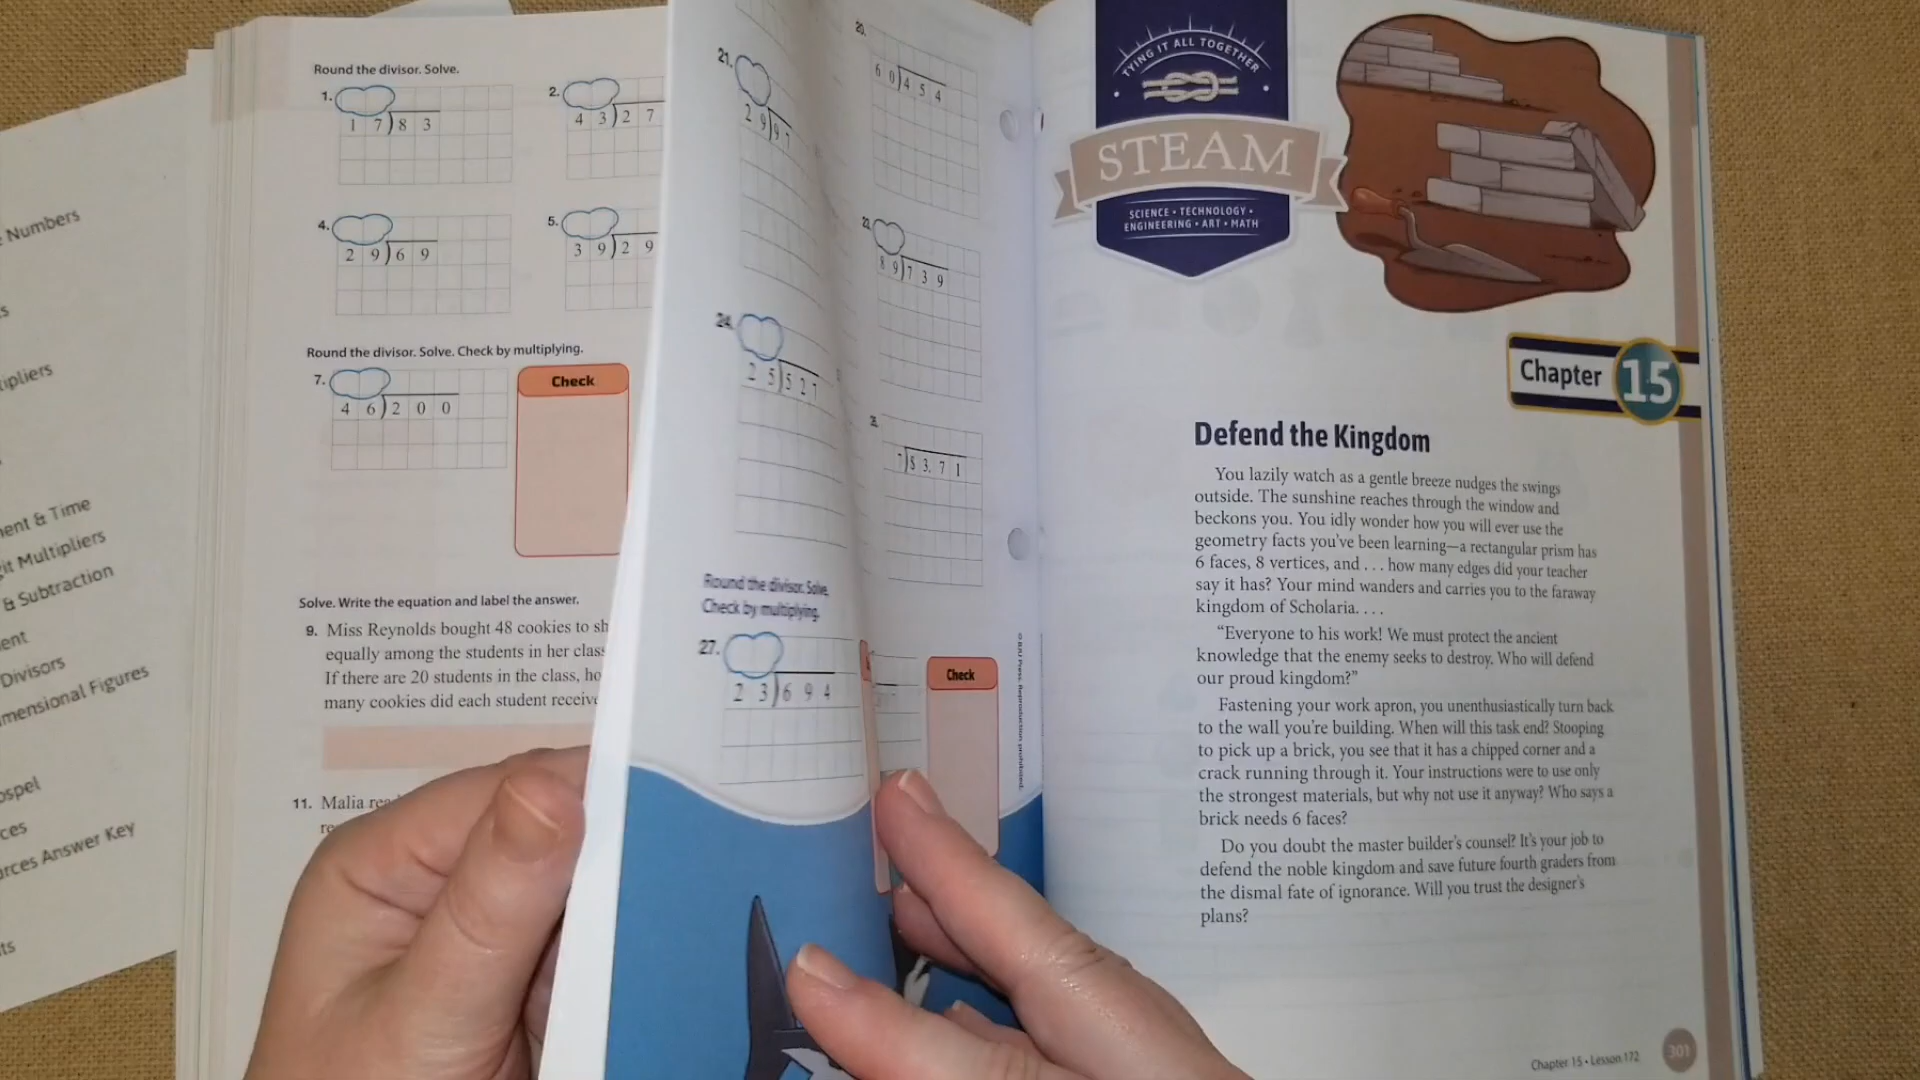 Numbers
ipliers
ment & Time
it Multipliers
& Subtraction
ent
Divisors
mensional Figures
ospel
ces
rces Answer Key
ts
Round the divisor. Solve.
1.
1 7)8 3
2.
4 3)2 7
4.
2 9)6 9
5.
3 9)2 9
Round the divisor. Solve. Check by multiplying.
7.
4 6)2 0 0
Check
Solve. Write the equation and label the answer.
9. Miss Reynolds bought 48 cookies to sh
equally among the students in her class
If there are 20 students in the class, ho
many cookies did each student receive
11. Malia rea
re
21.
2 9)9 7
24.
2 5)5 2 7
Round the divisor. Solve.
Check by multiplying.
27.
2 3)6 9 4
20.
6 0)4 5 4
8 9)7 3 9
7)5 3. 7 1
Check
© BJU Press. Reproduction prohibited.
TYING IT ALL TOGETHER
STEAM
SCIENCE • TECHNOLOGY •
ENGINEERING • ART • MATH
Chapter 15
Defend the Kingdom
You lazily watch as a gentle breeze nudges the swings
outside. The sunshine reaches through the window and
beckons you. You idly wonder how you will ever use the
geometry facts you've been learning—a rectangular prism has
6 faces, 8 vertices, and . . . how many edges did your teacher
say it has? Your mind wanders and carries you to the faraway
kingdom of Scholaria. . . .
"Everyone to his work! We must protect the ancient
knowledge that the enemy seeks to destroy. Who will defend
our proud kingdom?"
Fastening your work apron, you unenthusiastically turn back
to the wall you're building. When will this task end? Stooping
to pick up a brick, you see that it has a chipped corner and a
crack running through it. Your instructions were to use only
the strongest materials, but why not use it anyway? Who says a
brick needs 6 faces?
Do you doubt the master builder's counsel? It's your job to
defend the noble kingdom and save future fourth graders from
the dismal fate of ignorance. Will you trust the designer's
plans?
Chapter 15 • Lesson 172
301